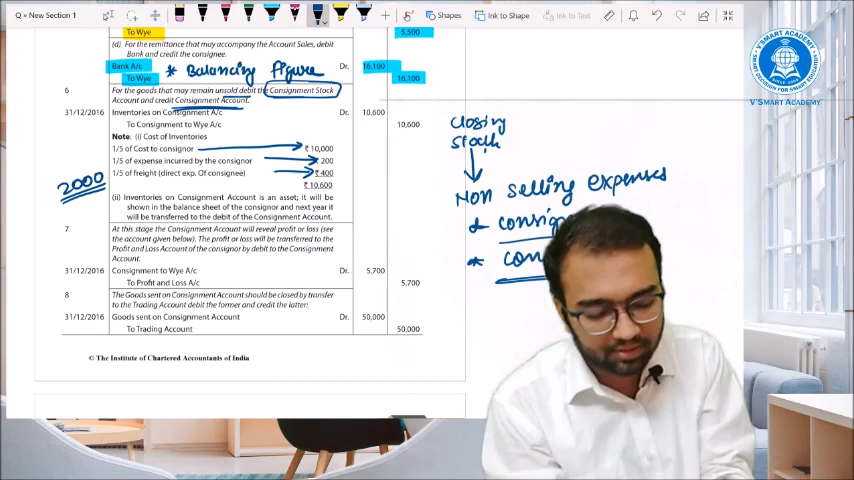 Q » New Section 1
Shapes
Ink to Shape
Ink to Text
To Wye
5,500
(d) For the remittance that may accompany the Account Sales, debit
Bank and credit the consignee.
Bank A/c Dr. 16,100
To Wye 16,100
* Balancing Figure
6 For the goods that may remain unsold debit the Consignment Stock
Account and credit Consignment Account.
31/12/2016 Inventories on Consignment A/c Dr. 10,600
To Consignment to Wye A/c 10,600
Note: (i) Cost of Inventories
1/5 of Cost to consignor ₹ 10,000
1/5 of expense incurred by the consignor ₹ 200
1/5 of freight (direct exp. Of consignee) ₹ 400
₹ 10,600
2000
(ii) Inventories on Consignment Account is an asset; it will be
shown in the balance sheet of the consignor and next year it
will be transferred to the debit of the Consignment Account.
7 At this stage the Consignment Account will reveal profit or loss (see
the account given below). The profit or loss will be transferred to the
Profit and Loss Account of the consignor by debit to the Consignment
Account.
31/12/2016 Consignment to Wye A/c Dr. 5,700
To Profit and Loss A/c 5,700
8 The Goods sent on Consignment Account should be closed by transfer
to the Trading Account debit the former and credit the latter:
31/12/2016 Goods sent on Consignment Account Dr. 50,000
To Trading Account 50,000
© The Institute of Chartered Accountants of India
closing
stock
Non selling expenses
V'SMART ACADEMY
V'SMART ACADEMY